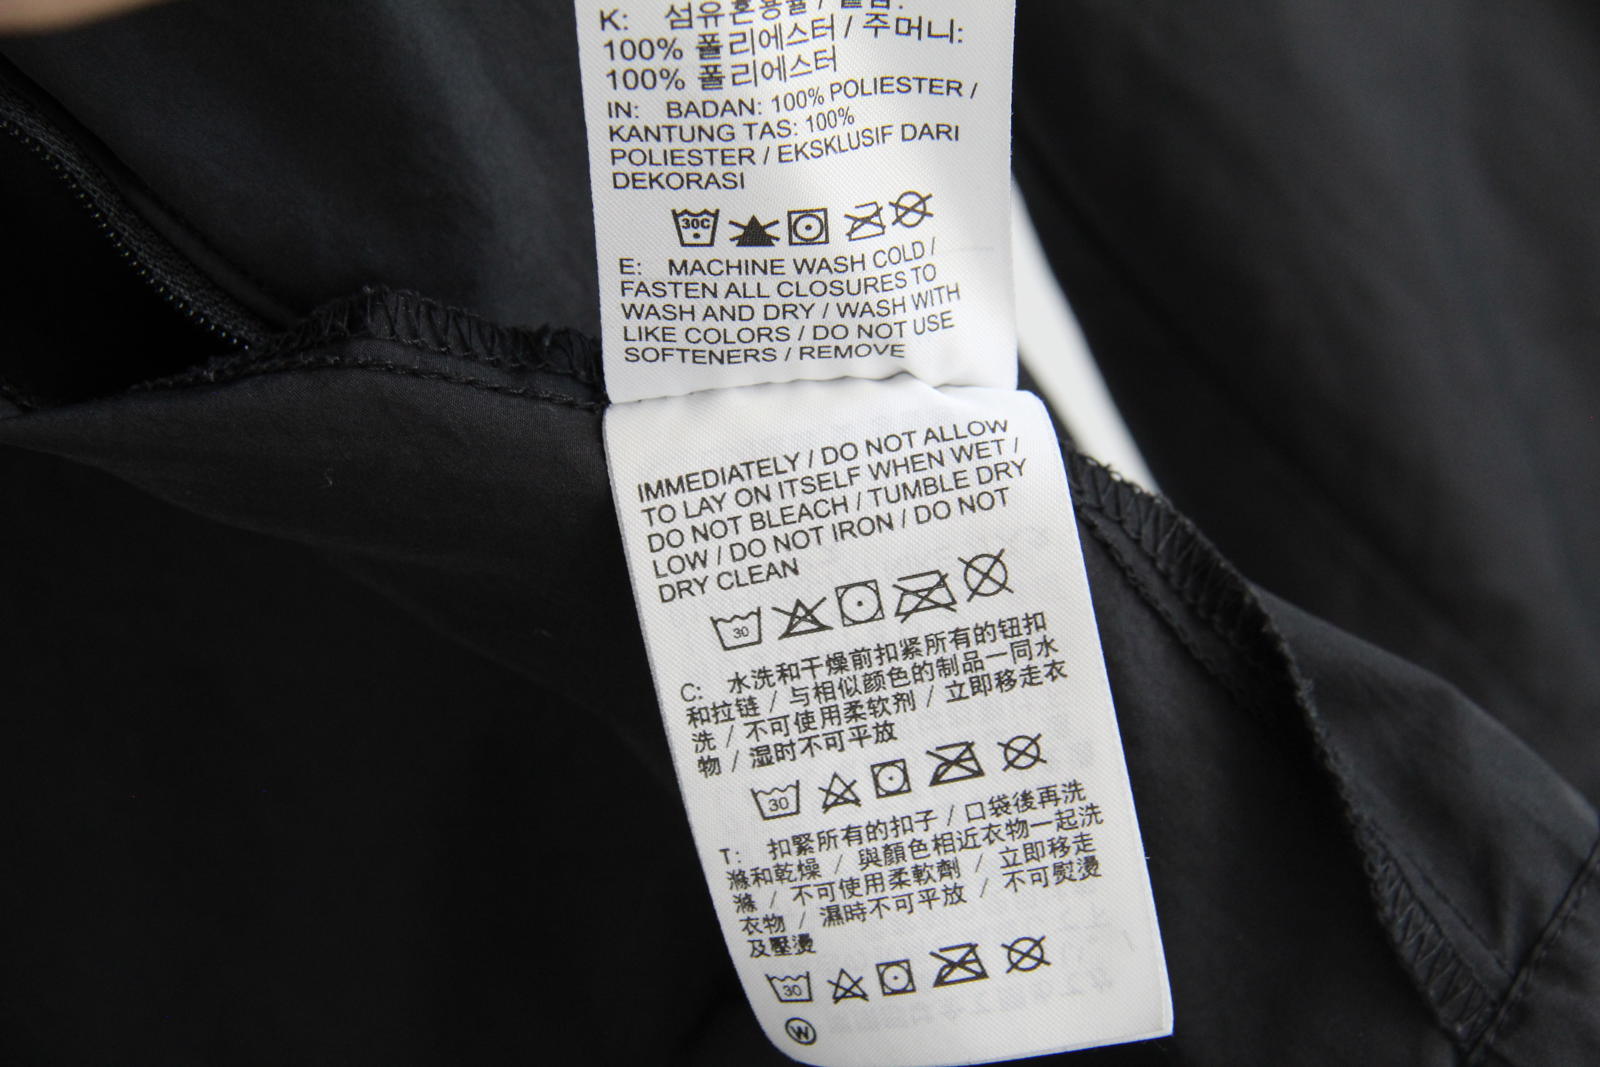 K: 섬유혼용율 / 겉감:
100% 폴리에스터 / 주머니:
100% 폴리에스터
IN: BADAN: 100% POLIESTER /
KANTUNG TAS: 100%
POLIESTER / EKSKLUSIF DARI
DEKORASI
30C
E: MACHINE WASH COLD /
FASTEN ALL CLOSURES TO
WASH AND DRY / WASH WITH
LIKE COLORS / DO NOT USE
SOFTENERS / REMOVE
IMMEDIATELY / DO NOT ALLOW
TO LAY ON ITSELF WHEN WET /
DO NOT BLEACH / TUMBLE DRY
LOW / DO NOT IRON / DO NOT
DRY CLEAN
30
C: 水洗和干燥前扣紧所有的钮扣
和拉链 / 与相似颜色的制品一同水
洗 / 不可使用柔软剂 / 立即移走衣
物 / 湿时不可平放
30
T: 扣緊所有的扣子 / 口袋後再洗
滌和乾燥 / 與顏色相近衣物一起洗
滌 / 不可使用柔軟劑 / 立即移走
衣物 / 濕時不可平放 / 不可熨燙
及壓燙
30
W